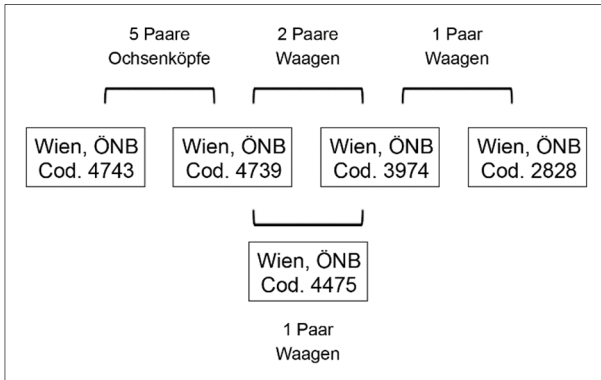 5 Paare
Ochsenköpfe
2 Paare
Waagen
1 Paar
Waagen
Wien, ÖNB
Cod. 4743
Wien, ÖNB
Cod. 4739
Wien, ÖNB
Cod. 3974
Wien, ÖNB
Cod. 2828
Wien, ÖNB
Cod. 4475
1 Paar
Waagen